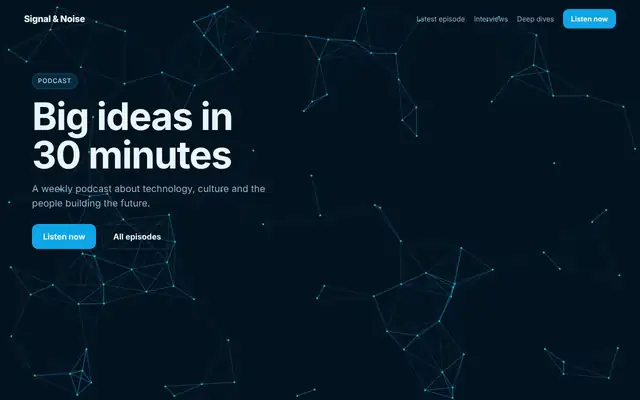 Signal & Noise
Latest episode
Interviews
Deep dives
Listen now
PODCAST
Big ideas in
30 minutes
A weekly podcast about technology, culture and the
people building the future.
Listen now
All episodes